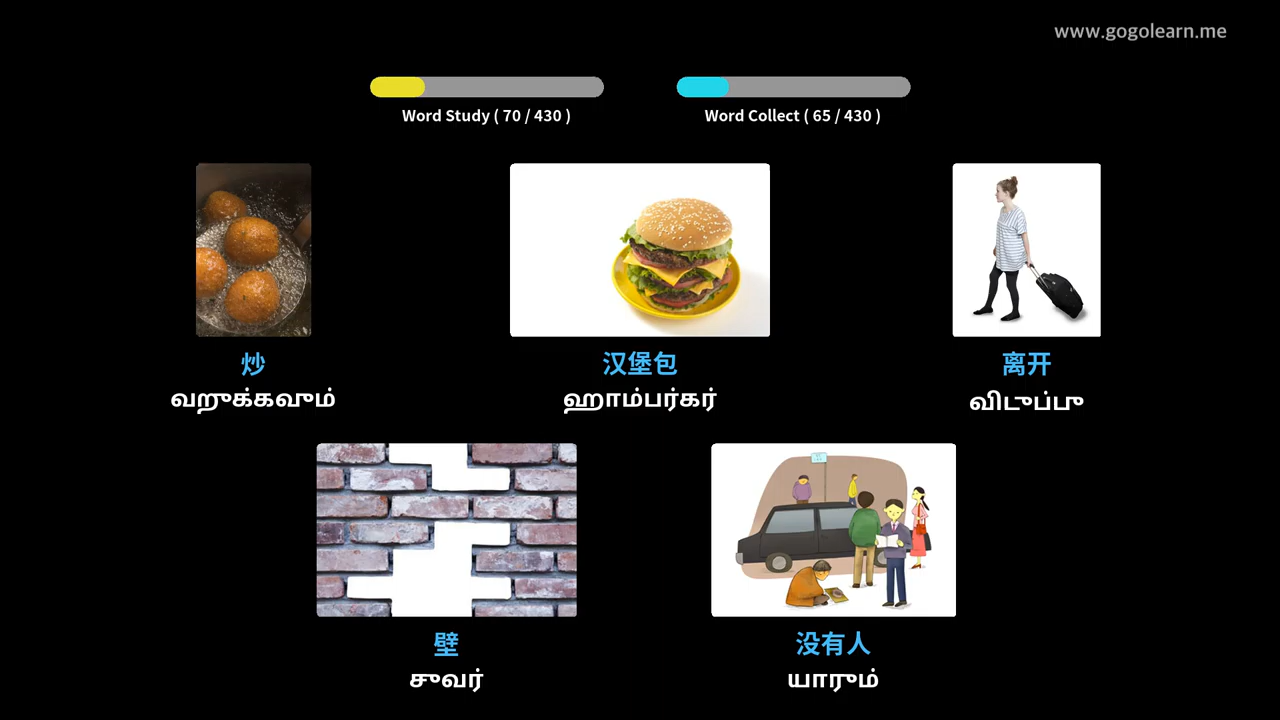 www.gogolearn.me
Word Study ( 70 / 430 )
Word Collect ( 65 / 430 )
炒
வறுக்கவும்
汉堡包
ஹாம்பர்கர்
离开
விடுப்பு
壁
சுவர்
没有人
யாரும்